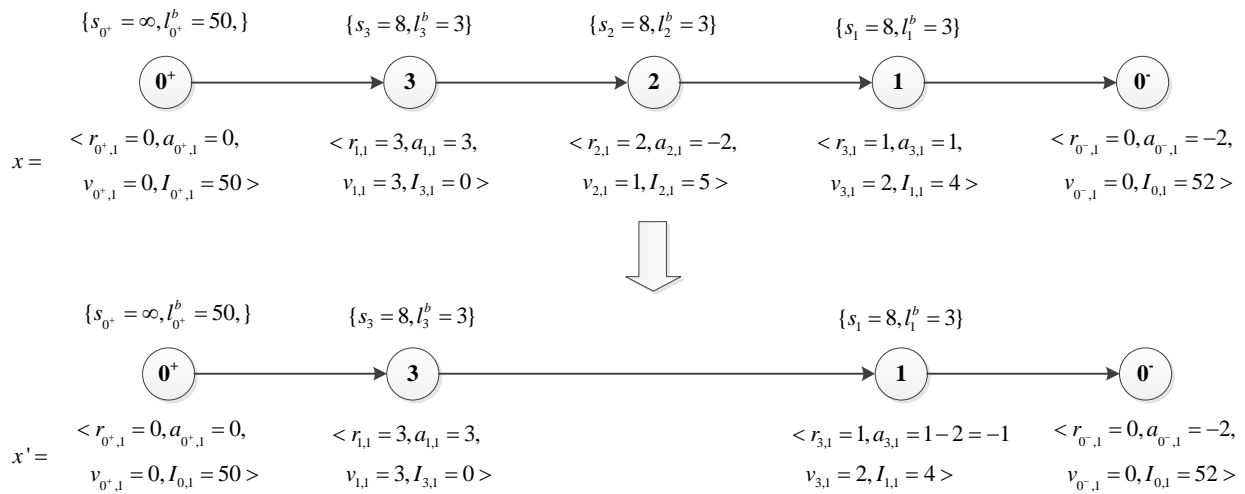 {s_{0^+} = ∞, l^b_{0^+} = 50,} {s_3 = 8, l^b_3 = 3} {s_2 = 8, l^b_2 = 3} {s_1 = 8, l^b_1 = 3}
0^+ 3 2 1 0^-
x =
< r_{0^+,1} = 0, a_{0^+,1} = 0, < r_{1,1} = 3, a_{1,1} = 3, < r_{2,1} = 2, a_{2,1} = −2, < r_{3,1} = 1, a_{3,1} = 1, < r_{0^-,1} = 0, a_{0^-,1} = −2,
v_{0^+,1} = 0, I_{0^+,1} = 50 > v_{1,1} = 3, I_{3,1} = 0 > v_{2,1} = 1, I_{2,1} = 5 > v_{3,1} = 2, I_{1,1} = 4 > v_{0^-,1} = 0, I_{0,1} = 52 >
{s_{0^+} = ∞, l^b_{0^+} = 50,} {s_3 = 8, l^b_3 = 3} {s_1 = 8, l^b_1 = 3}
0^+ 3 1 0^-
x' =
< r_{0^+,1} = 0, a_{0^+,1} = 0, < r_{1,1} = 3, a_{1,1} = 3, < r_{3,1} = 1, a_{3,1} = 1 − 2 = −1 < r_{0^-,1} = 0, a_{0^-,1} = −2,
v_{0^+,1} = 0, I_{0,1} = 50 > v_{1,1} = 3, I_{3,1} = 0 > v_{3,1} = 2, I_{1,1} = 4 > v_{0^-,1} = 0, I_{0,1} = 52 >